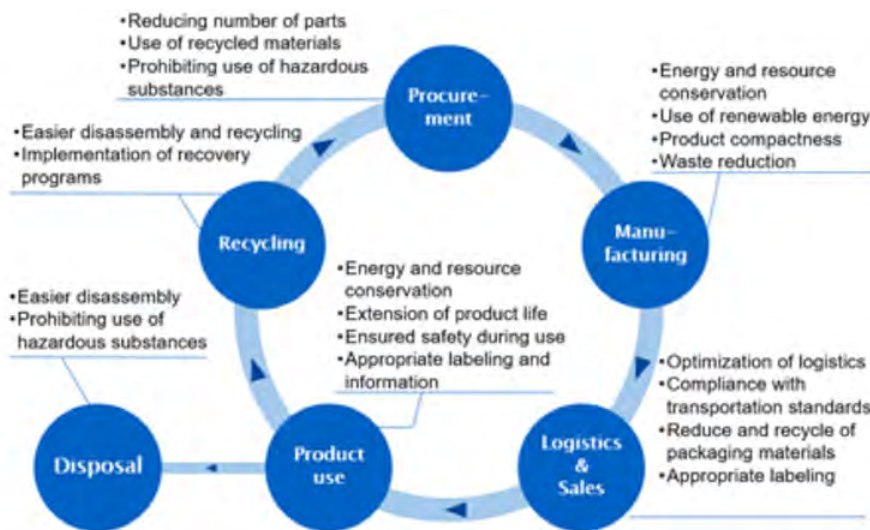 •Reducing number of parts
•Use of recycled materials
•Prohibiting use of hazardous
substances
Procure–
ment
•Energy and resource
conservation
•Use of renewable energy
•Product compactness
•Waste reduction
•Easier disassembly and recycling
•Implementation of recovery
programs
Recycling
Manu–
facturing
•Energy and resource
conservation
•Extension of product life
•Ensured safety during use
•Appropriate labeling and
information
•Easier disassembly
•Prohibiting use of
hazardous substances
•Optimization of logistics
•Compliance with
transportation standards
•Reduce and recycle of
packaging materials
•Appropriate labeling
Disposal
Product
use
Logistics
&
Sales